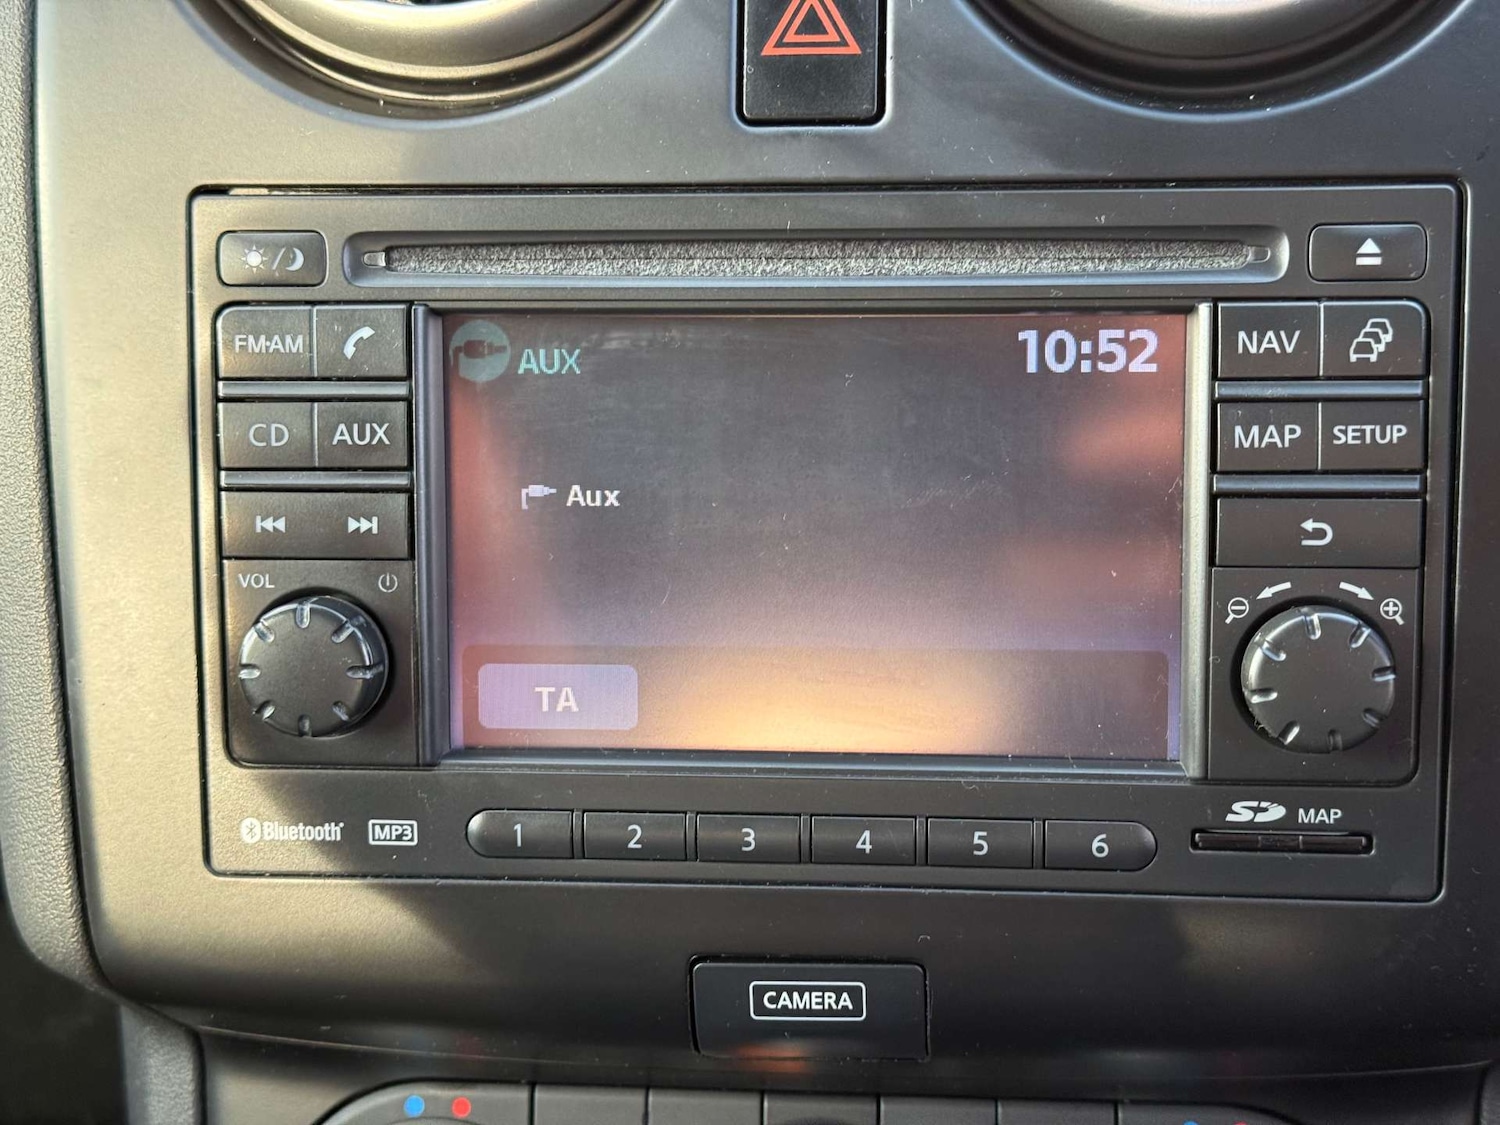 FM·AM
CD
AUX
VOL
AUX
10:52
Aux
TA
NAV
MAP
SETUP
Bluetooth
MP3
1
2
3
4
5
6
SD
MAP
CAMERA